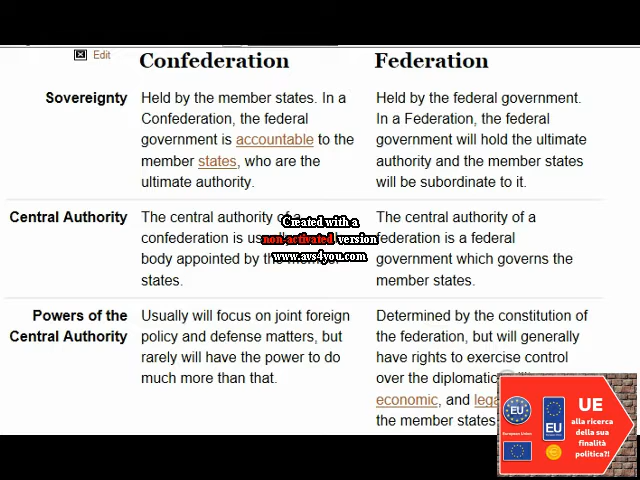 Edit
Confederation
Federation
Sovereignty
Held by the member states. In a
Confederation, the federal
government is accountable to the
member states, who are the
ultimate authority.
Held by the federal government.
In a Federation, the federal
government will hold the ultimate
authority and the member states
will be subordinate to it.
Central Authority
The central authority of a
confederation is usually
body appointed by the member
states.
The central authority of a
federation is a federal
government which governs the
member states.
Created with a
non-activated version
www.avs4you.com
Powers of the
Central Authority
Usually will focus on joint foreign
policy and defense matters, but
rarely will have the power to do
much more than that.
Determined by the constitution of
the federation, but will generally
have rights to exercise control
over the diplomatic
economic, and
the member states
EU
European Union
EU
UE
alla ricerca
della sua
finalità
politica?!